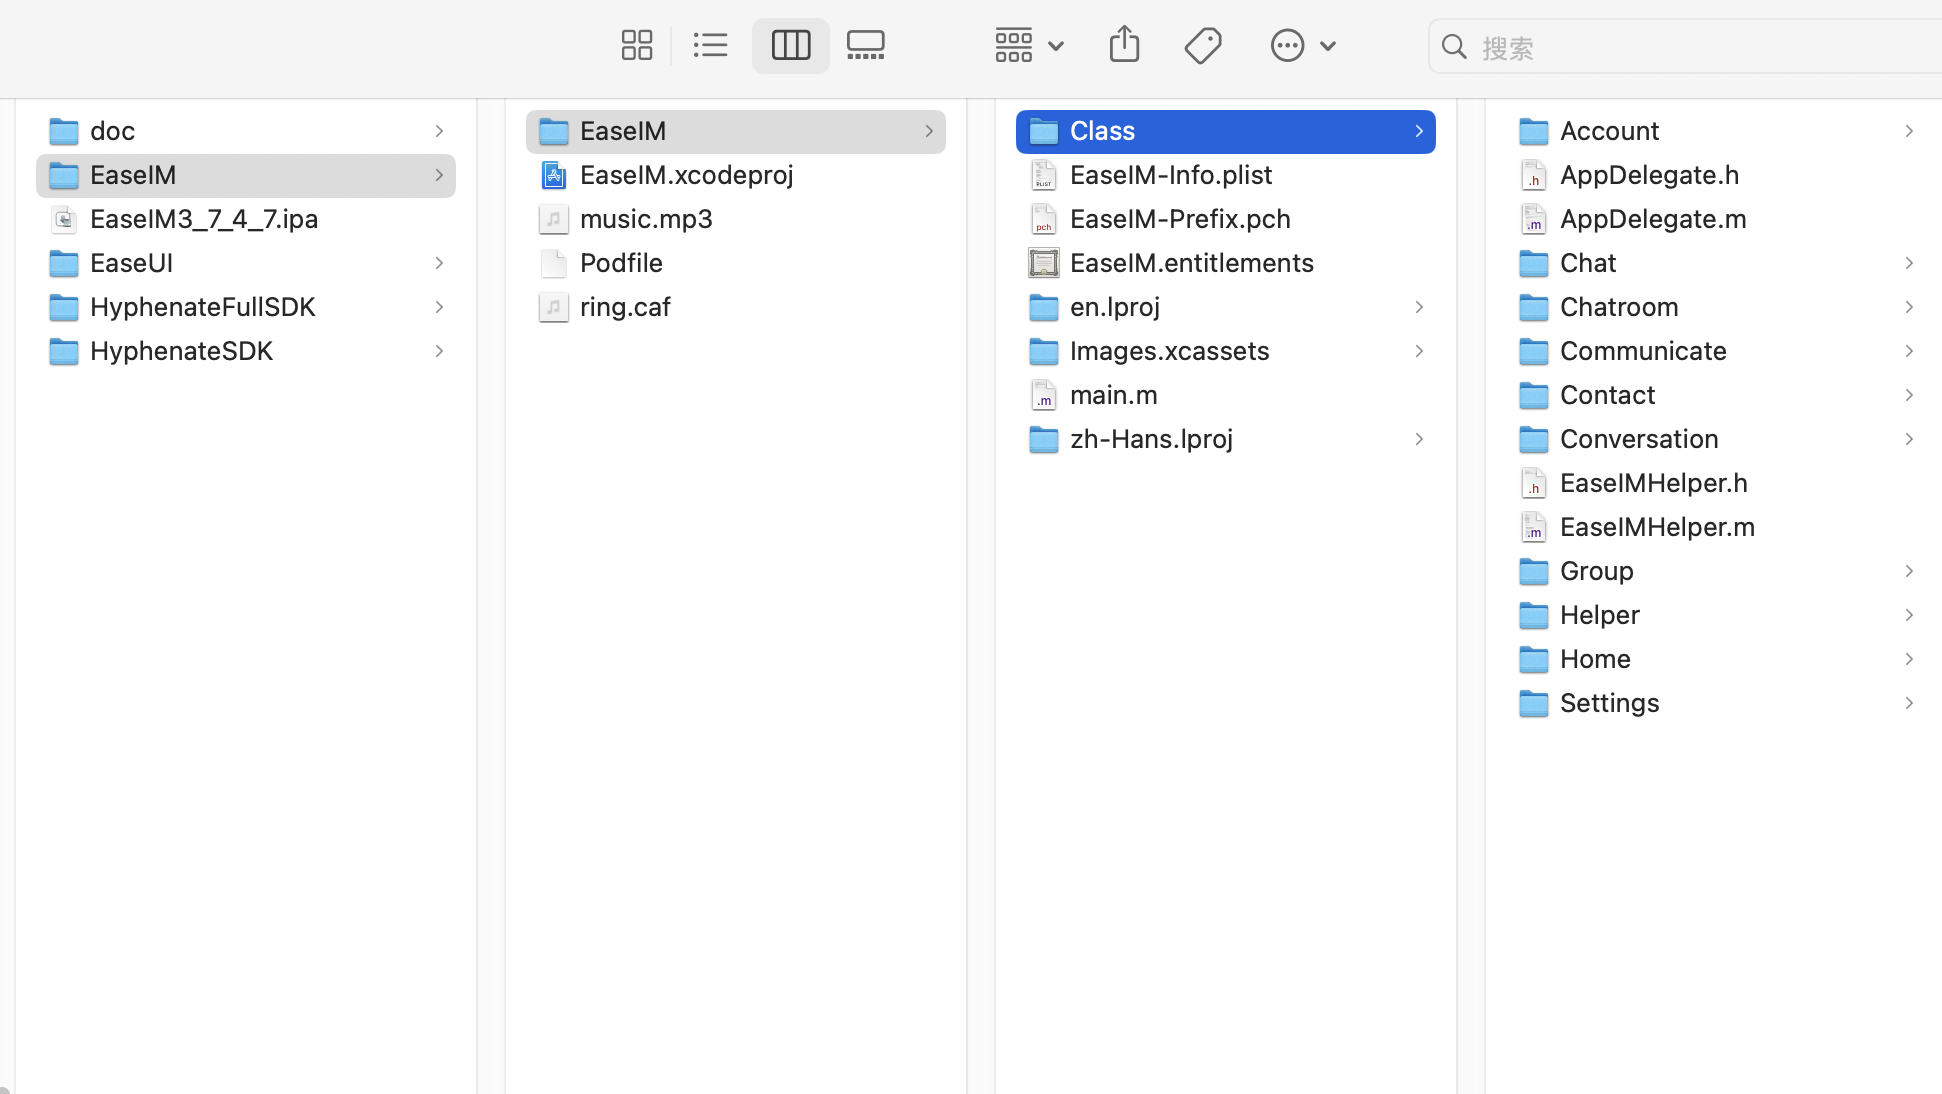 搜索
doc
EaseIM
EaseIM3_7_4_7.ipa
EaseUI
HyphenateFullSDK
HyphenateSDK
EaseIM
EaseIM.xcodeproj
music.mp3
Podfile
ring.caf
Class
EaseIM-Info.plist
EaseIM-Prefix.pch
EaseIM.entitlements
en.lproj
Images.xcassets
main.m
zh-Hans.lproj
Account
AppDelegate.h
AppDelegate.m
Chat
Chatroom
Communicate
Contact
Conversation
EaseIMHelper.h
EaseIMHelper.m
Group
Helper
Home
Settings